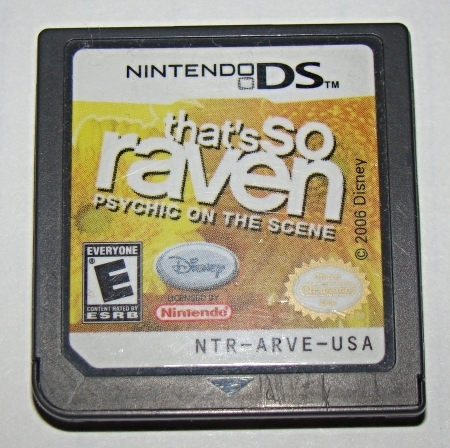 NINTENDO DS™
that's so
raven
PSYCHIC ON THE SCENE
© 2006 Disney
EVERYONE
E
®
CONTENT RATED BY
ESRB
Disney
LICENSED BY
Nintendo
NTR-ARVE-USA